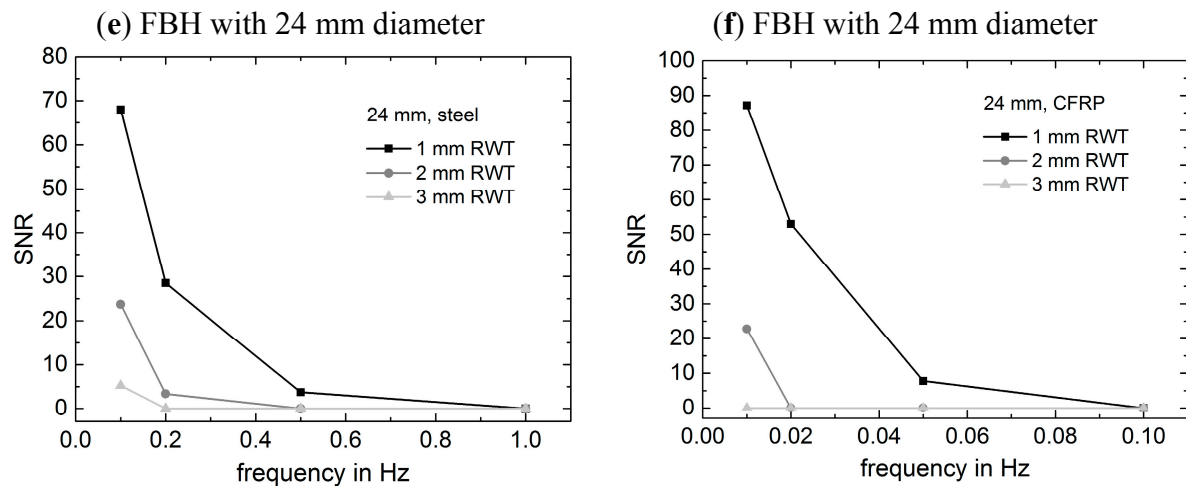 (e) FBH with 24 mm diameter
80
70
60
50
40
30
20
10
0
SNR
24 mm, steel
1 mm RWT
2 mm RWT
3 mm RWT
0.0 0.2 0.4 0.6 0.8 1.0
frequency in Hz
(f) FBH with 24 mm diameter
100
90
80
70
60
50
40
30
20
10
0
SNR
24 mm, CFRP
1 mm RWT
2 mm RWT
3 mm RWT
0.00 0.02 0.04 0.06 0.08 0.10
frequency in Hz